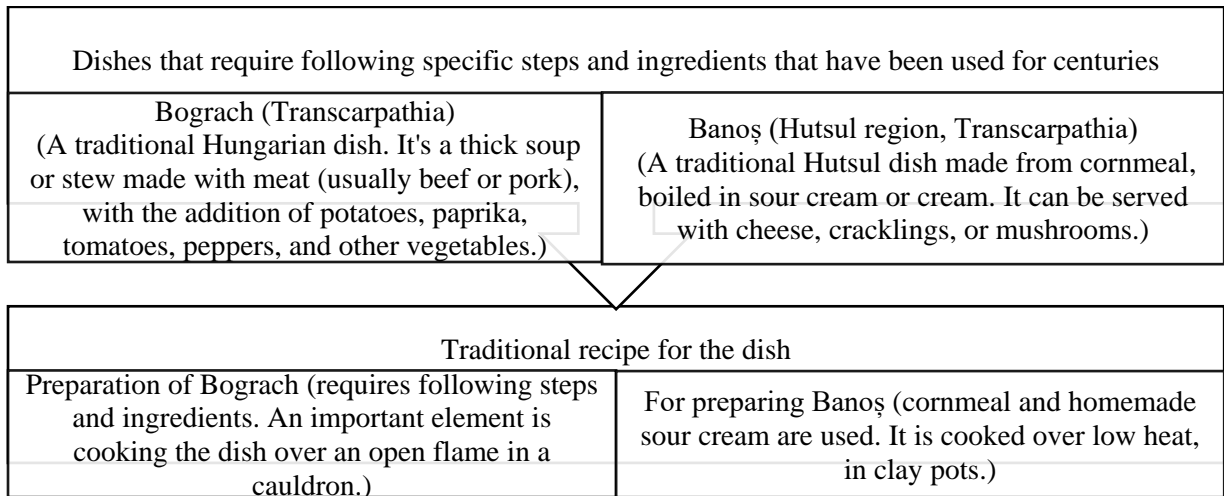 Dishes that require following specific steps and ingredients that have been used for centuries
Bograch (Transcarpathia)
(A traditional Hungarian dish. It's a thick soup
or stew made with meat (usually beef or pork),
with the addition of potatoes, paprika,
tomatoes, peppers, and other vegetables.)
Banoș (Hutsul region, Transcarpathia)
(A traditional Hutsul dish made from cornmeal,
boiled in sour cream or cream. It can be served
with cheese, cracklings, or mushrooms.)
Traditional recipe for the dish
Preparation of Bograch (requires following steps
and ingredients. An important element is
cooking the dish over an open flame in a
cauldron.)
For preparing Banoș (cornmeal and homemade
sour cream are used. It is cooked over low heat,
in clay pots.)